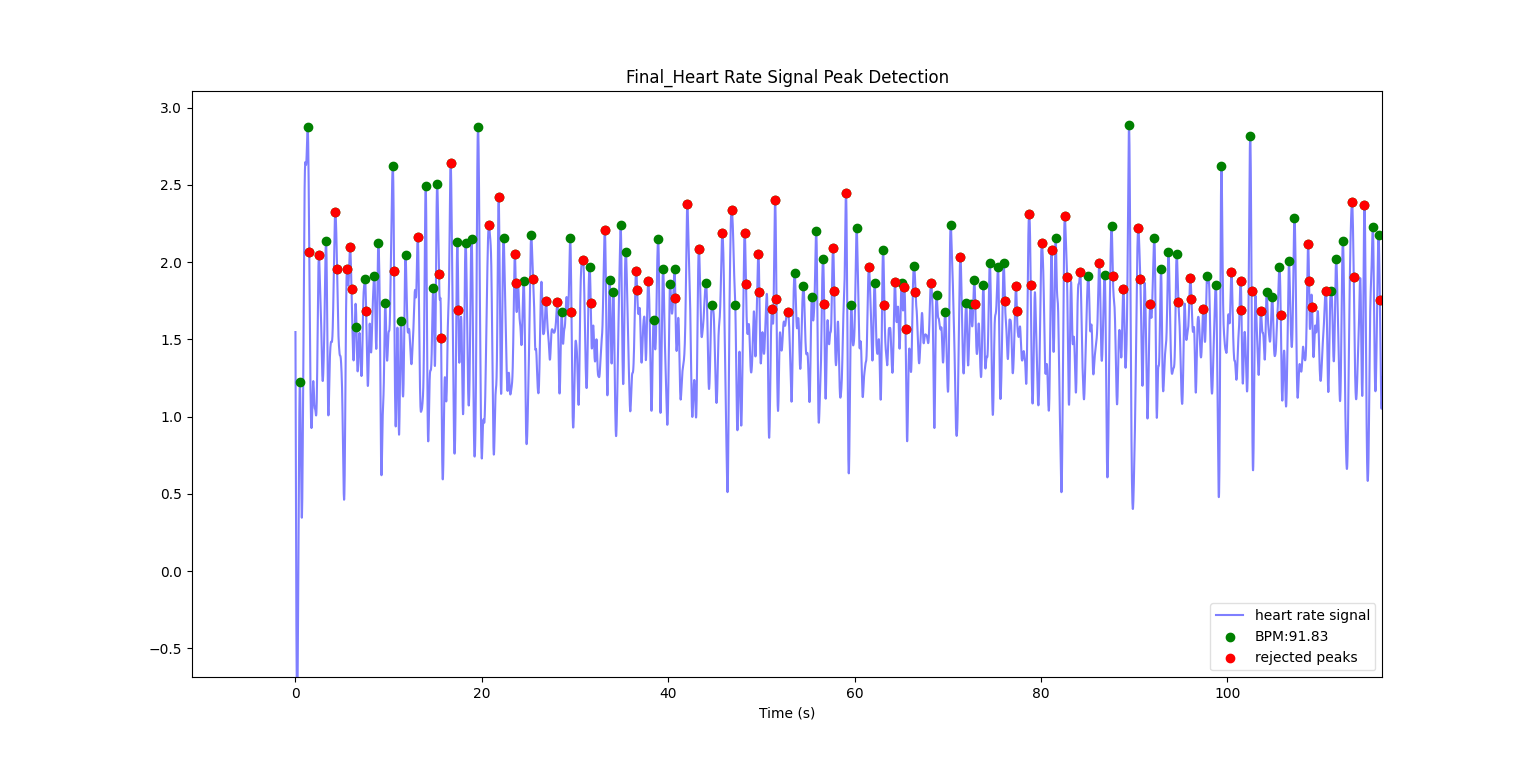 Final_Heart Rate Signal Peak Detection
3.0
2.5
2.0
1.5
1.0
0.5
0.0
−0.5
heart rate signal
BPM:91.83
rejected peaks
0 20 40 60 80 100
Time (s)